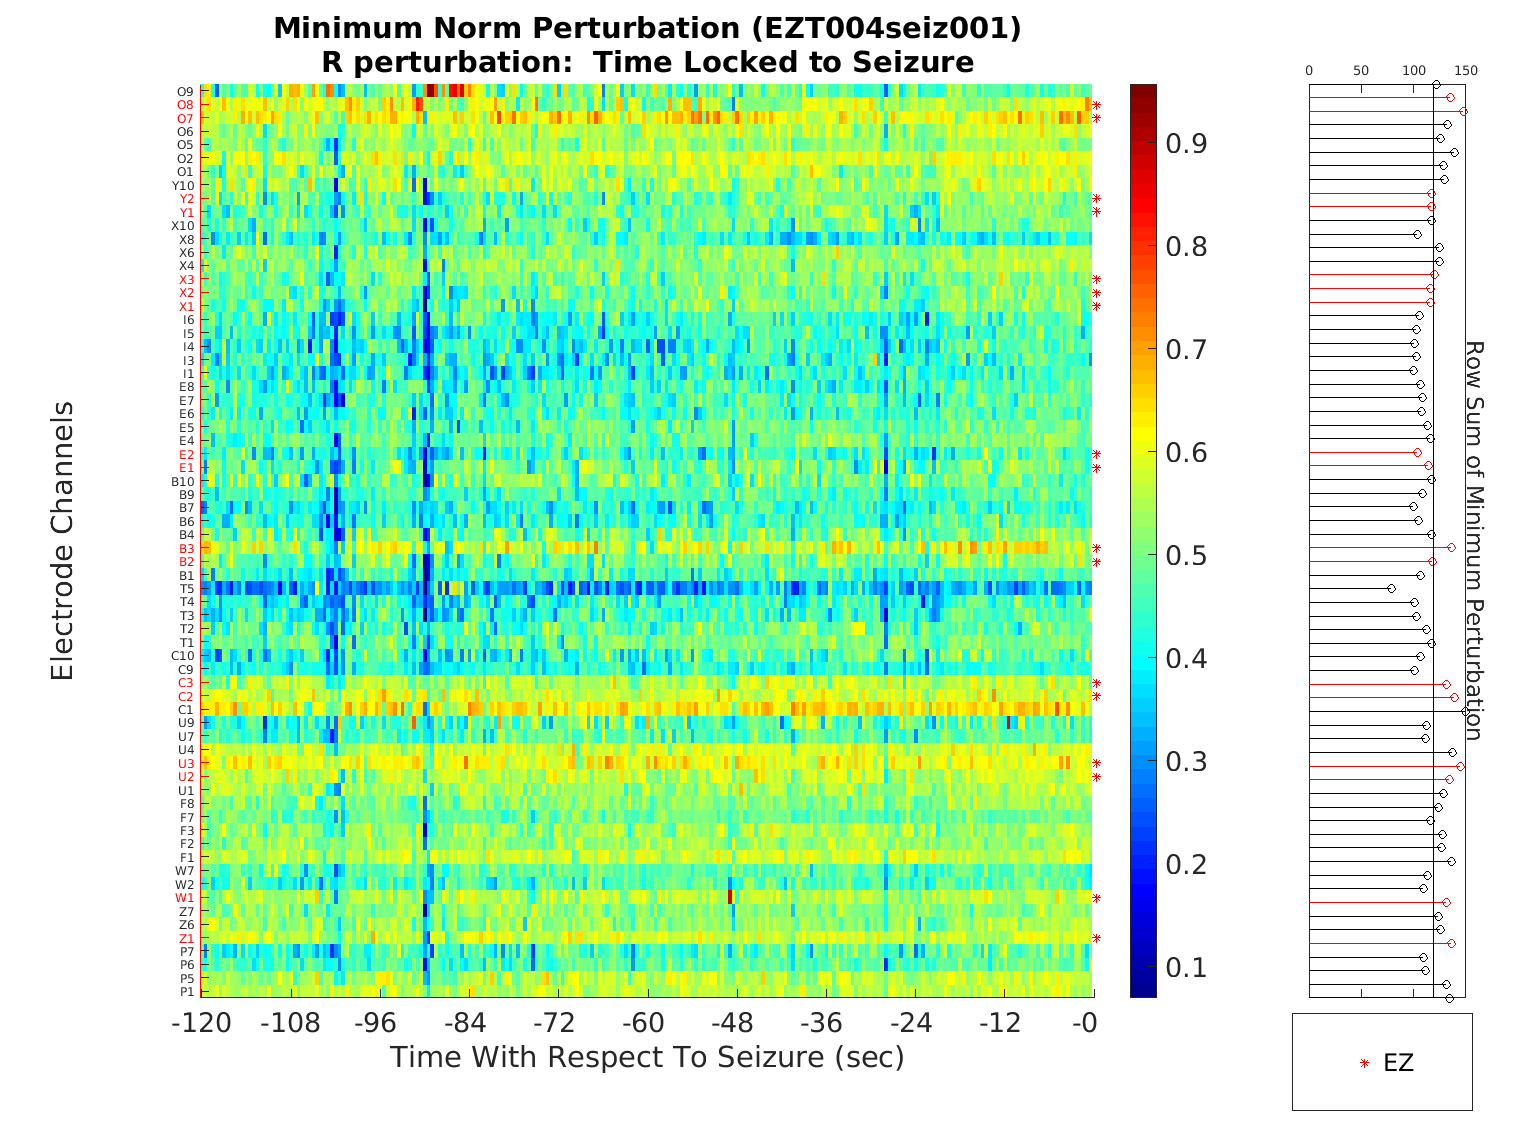 Minimum Norm Perturbation (EZT004seiz001)
R perturbation:  Time Locked to Seizure
0 50 100 150
O9
O8
O7
O6
O5
O2
O1
Y10
Y2
Y1
X10
X8
X6
X4
X3
X2
X1
I6
I5
I4
I3
I1
E8
E7
E6
E5
E4
E2
E1
B10
B9
B7
B6
B4
B3
B2
B1
T5
T4
T3
T2
T1
C10
C9
C3
C2
C1
U9
U7
U4
U3
U2
U1
F8
F7
F3
F2
F1
W7
W2
W1
Z7
Z6
Z1
P7
P6
P5
P1
Electrode Channels
0.9
0.8
0.7
0.6
0.5
0.4
0.3
0.2
0.1
Row Sum of Minimum Perturbation
-120 -108 -96 -84 -72 -60 -48 -36 -24 -12 -0
Time With Respect To Seizure (sec)
EZ